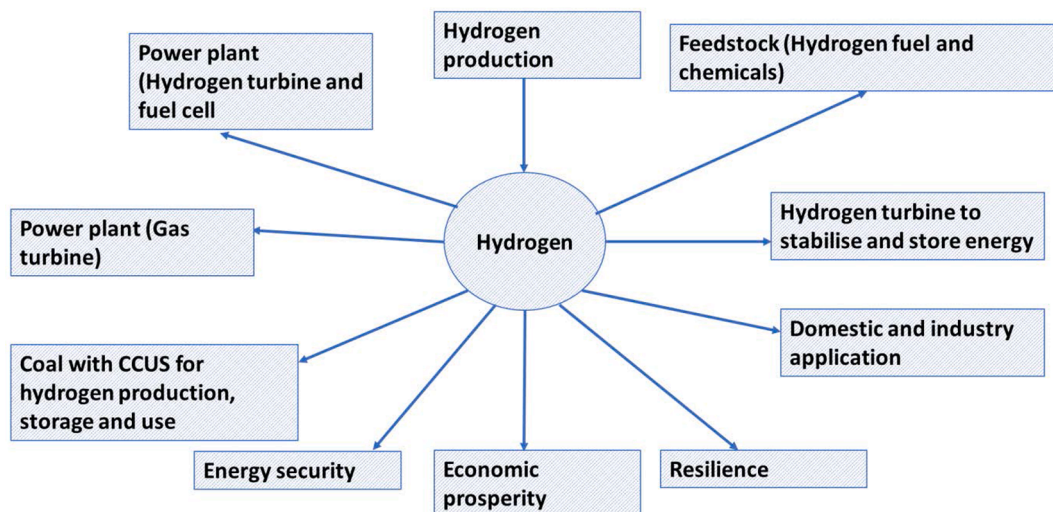 Power plant
(Hydrogen turbine and
fuel cell
Hydrogen
production
Feedstock (Hydrogen fuel and
chemicals)
Power plant (Gas
turbine)
Hydrogen
Hydrogen turbine to
stabilise and store energy
Coal with CCUS for
hydrogen production,
storage and use
Domestic and industry
application
Energy security
Economic
prosperity
Resilience